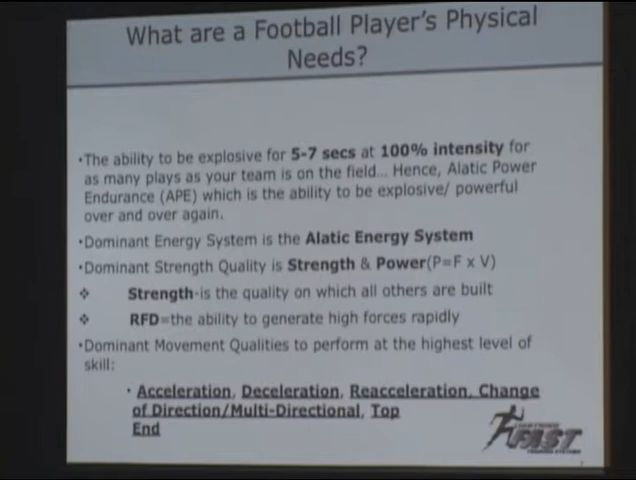 What are a Football Player's Physical
Needs?
•The ability to be explosive for 5-7 secs at 100% intensity for
as many plays as your team is on the field... Hence, Alatic Power
Endurance (APE) which is the ability to be explosive/ powerful
over and over again.
•Dominant Energy System is the Alatic Energy System
•Dominant Strength Quality is Strength & Power(P=F x V)
❖ Strength-is the quality on which all others are built
❖ RFD=the ability to generate high forces rapidly
•Dominant Movement Qualities to perform at the highest level of
skill:
• Acceleration, Deceleration, Reacceleration, Change
of Direction/Multi-Directional, Top
End
FAST